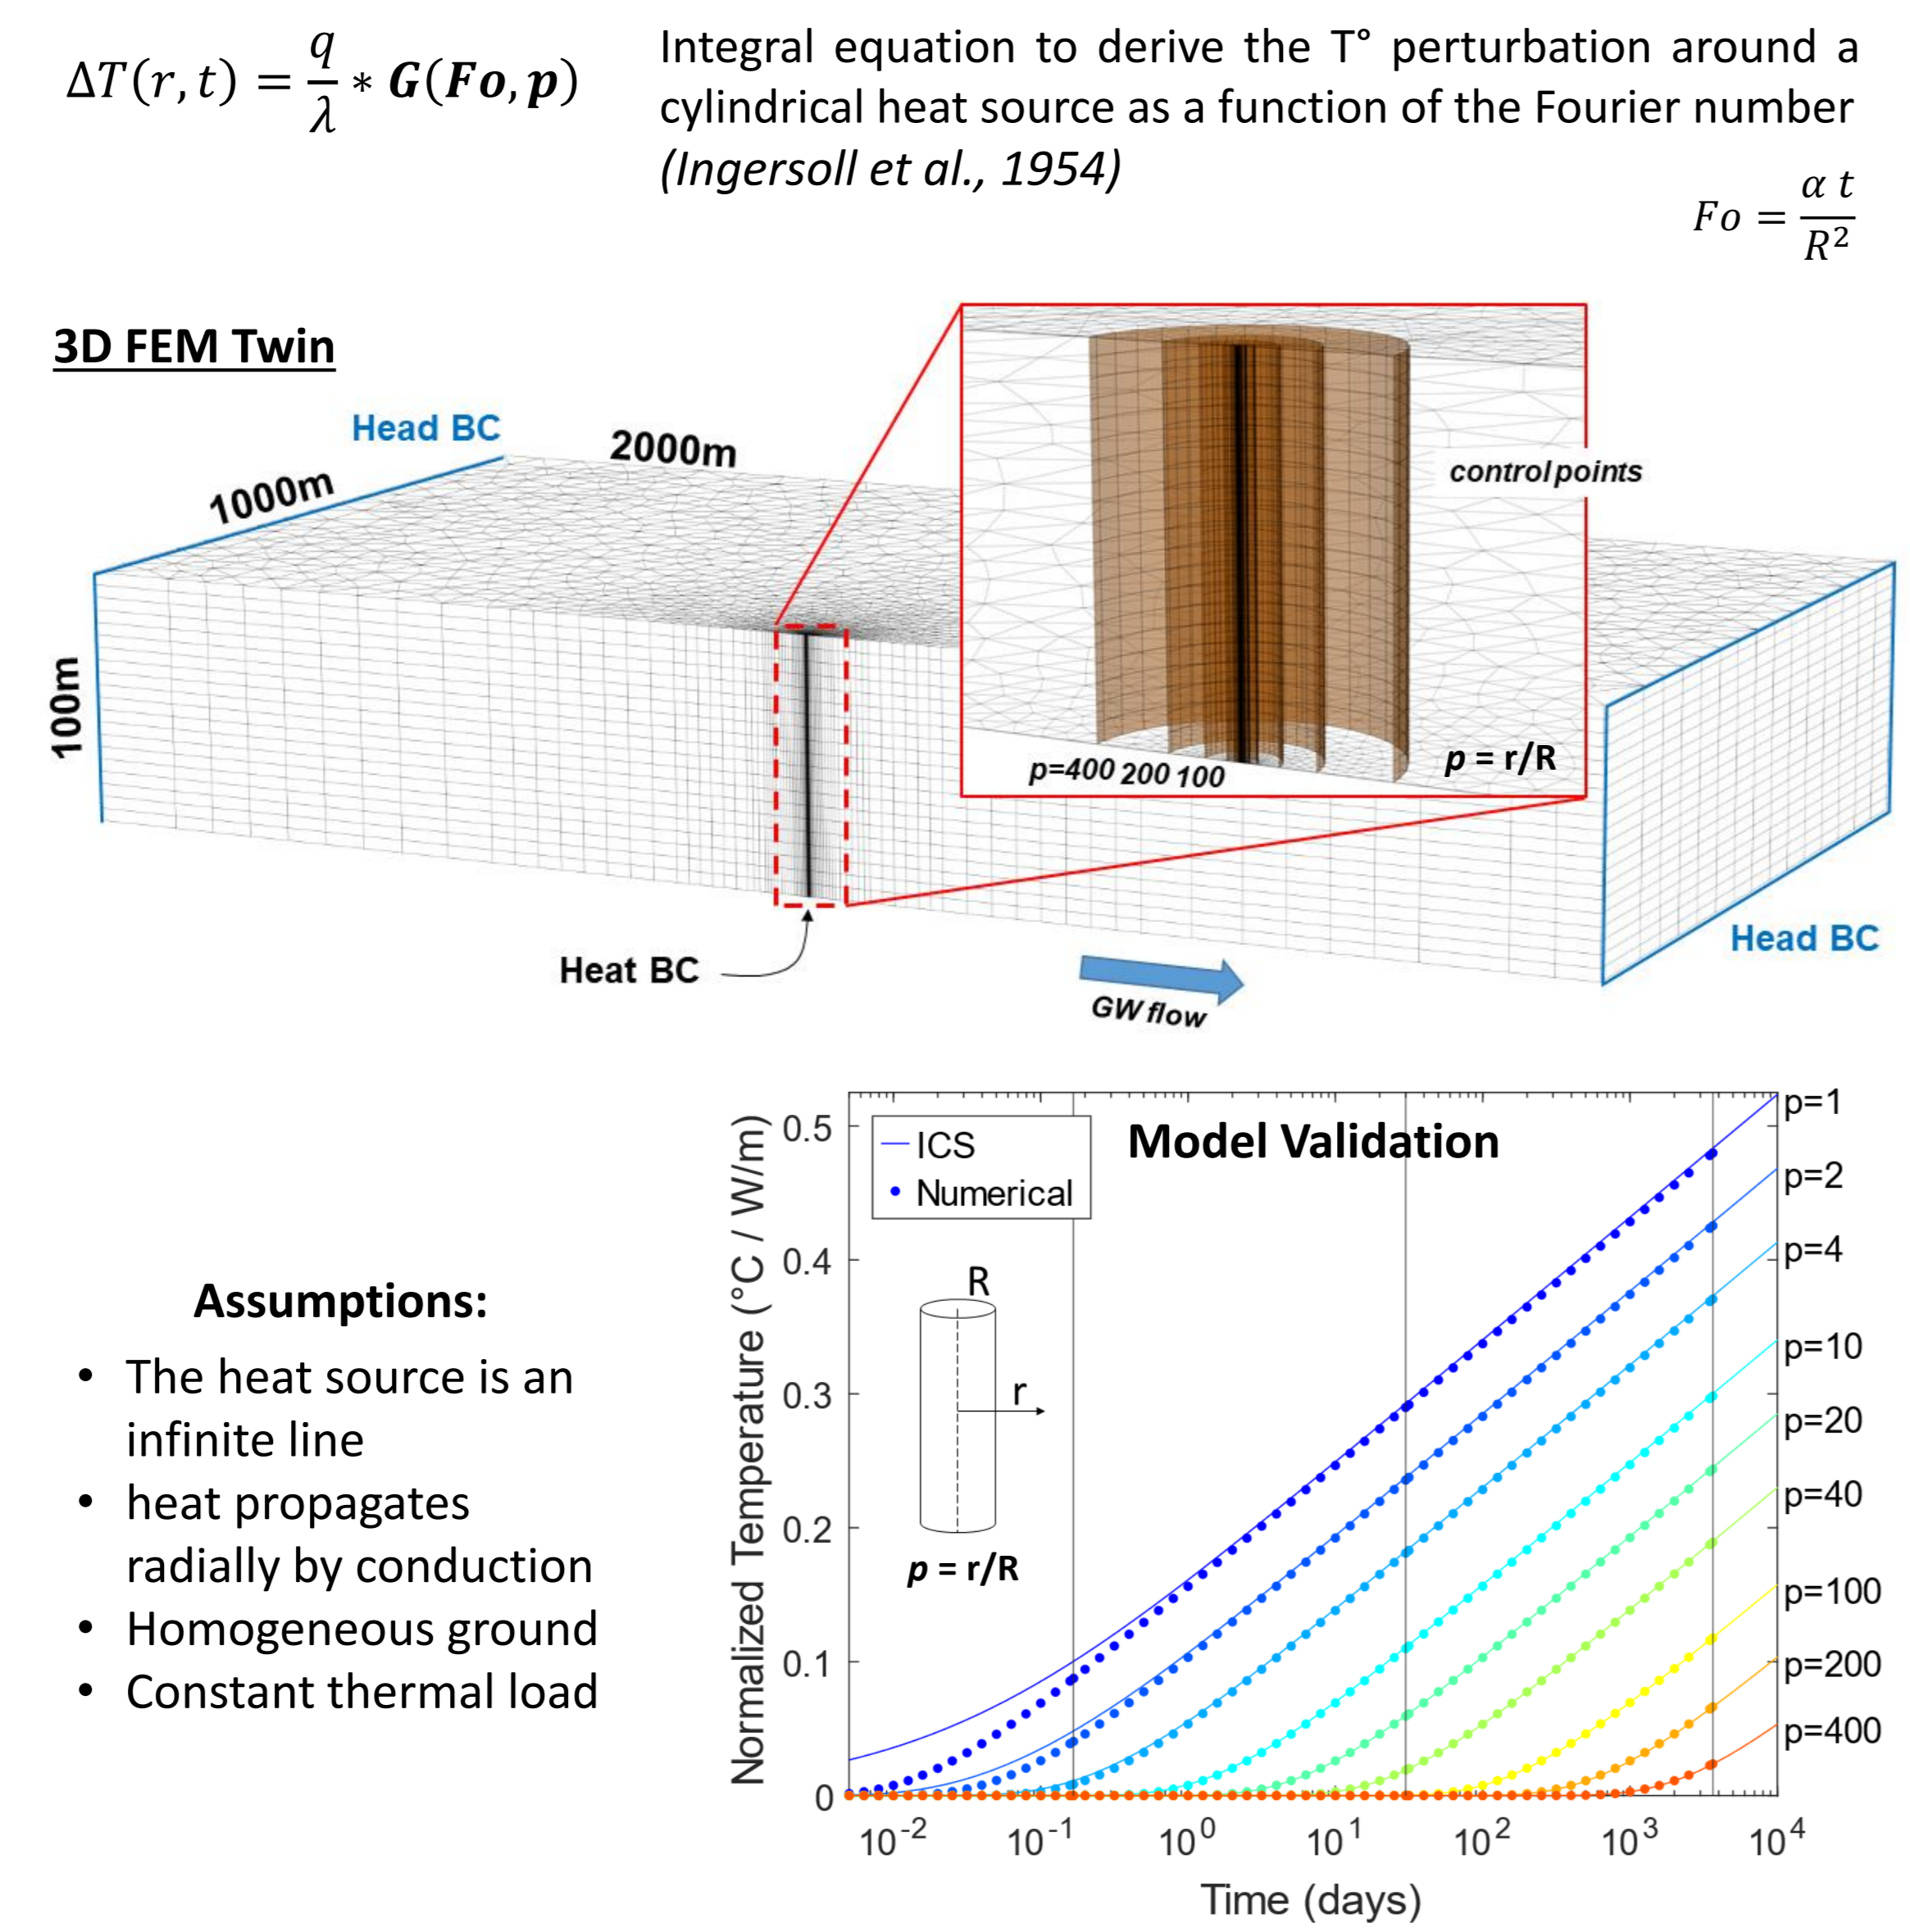 ΔT(r, t) = q/λ * G(Fo, p)
Integral equation to derive the T° perturbation around a
cylindrical heat source as a function of the Fourier number
(Ingersoll et al., 1954)
Fo = α t / R²
3D FEM Twin
Head BC
2000m
1000m
100m
control points
p=400 200 100
p = r/R
Heat BC
GW flow
Head BC
Assumptions:
• The heat source is an
infinite line
• heat propagates
radially by conduction
• Homogeneous ground
• Constant thermal load
Model Validation
ICS
Numerical
R
r
p = r/R
Normalized Temperature (°C / W/m)
0.5
0.4
0.3
0.2
0.1
0
p=1
p=2
p=4
p=10
p=20
p=40
p=100
p=200
p=400
10⁻² 10⁻¹ 10⁰ 10¹ 10² 10³ 10⁴
Time (days)